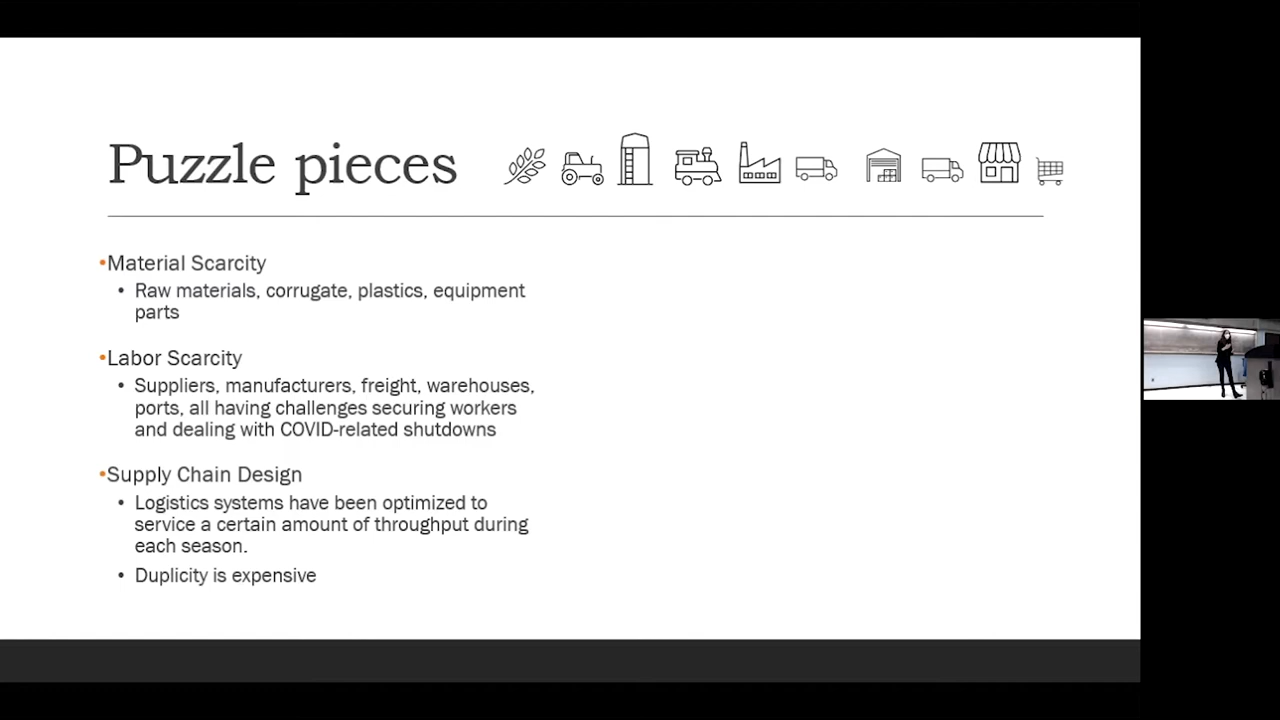 Puzzle pieces
•Material Scarcity
• Raw materials, corrugate, plastics, equipment
parts
•Labor Scarcity
• Suppliers, manufacturers, freight, warehouses,
ports, all having challenges securing workers
and dealing with COVID-related shutdowns
•Supply Chain Design
• Logistics systems have been optimized to
service a certain amount of throughput during
each season.
• Duplicity is expensive